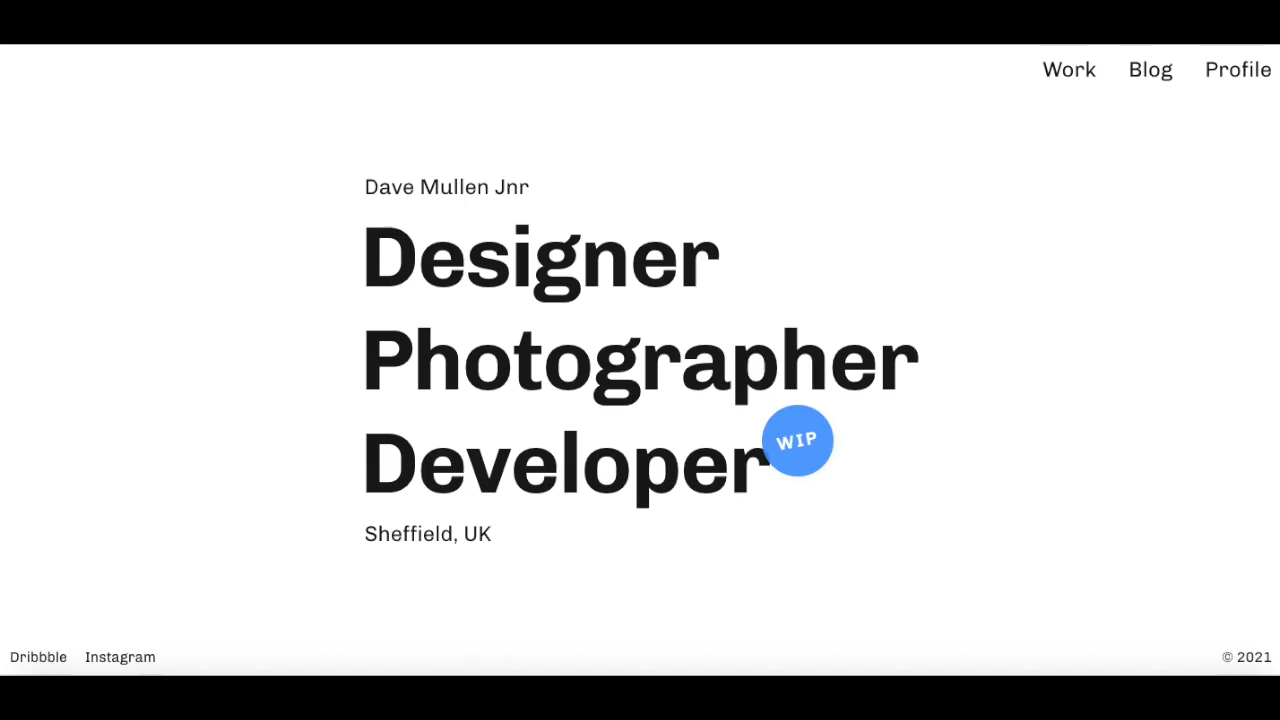 Work Blog Profile
Dave Mullen Jnr
Designer
Photographer
Developer
WIP
Sheffield, UK
Dribbble Instagram
© 2021